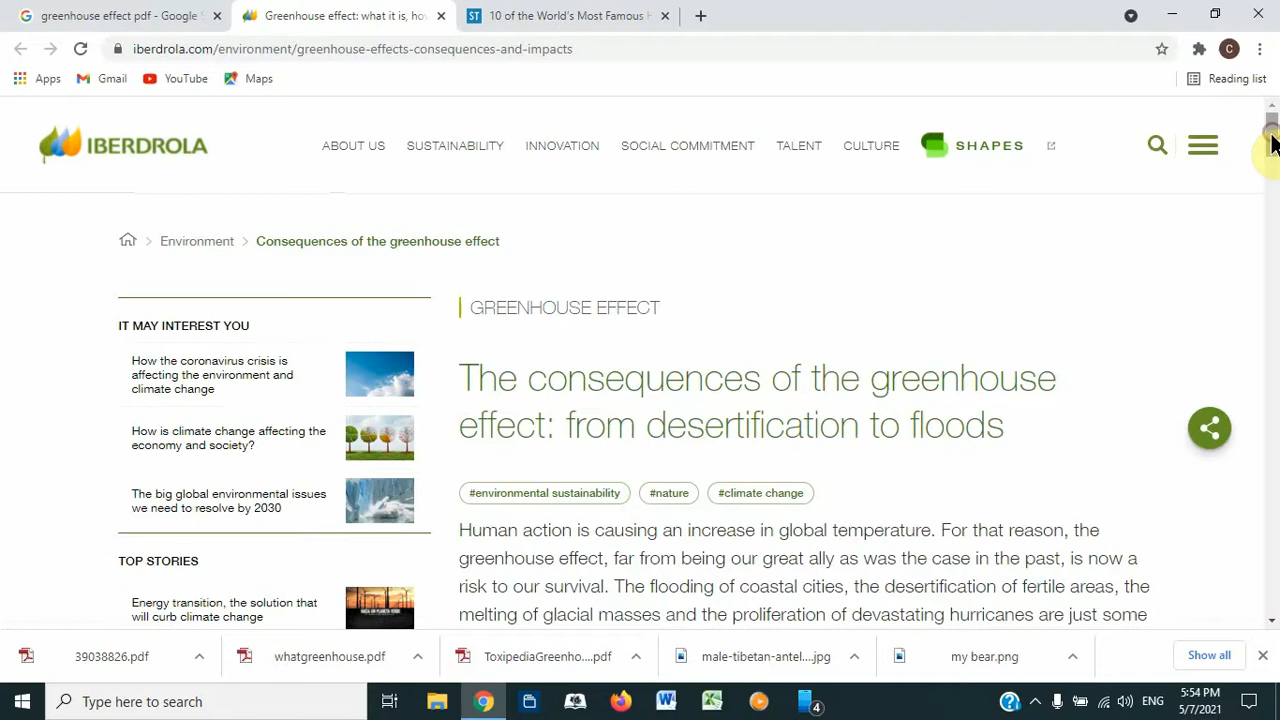 greenhouse effect pdf - Google S
Greenhouse effect: what it is, ho
10 of the World's Most Famous H
iberdrola.com/environment/greenhouse-effects-consequences-and-impacts
C
Apps
Gmail
YouTube
Maps
Reading list
IBERDROLA
ABOUT US
SUSTAINABILITY
INNOVATION
SOCIAL COMMITMENT
TALENT
CULTURE
SHAPES
Environment
Consequences of the greenhouse effect
IT MAY INTEREST YOU
How the coronavirus crisis is
affecting the environment and
climate change
How is climate change affecting the
economy and society?
The big global environmental issues
we need to resolve by 2030
TOP STORIES
Energy transition, the solution that
will curb climate change
GREENHOUSE EFFECT
The consequences of the greenhouse
effect: from desertification to floods
#environmental sustainability
#nature
#climate change
Human action is causing an increase in global temperature. For that reason, the
greenhouse effect, far from being our great ally as was the case in the past, is now a
risk to our survival. The flooding of coastal cities, the desertification of fertile areas, the
melting of glacial masses and the proliferation of devastating hurricanes are just some
39038826.pdf
whatgreenhouse.pdf
ToxipediaGreenho....pdf
male-tibetan-antel....jpg
my bear.png
Show all
Type here to search
4
ENG
5:54 PM
5/7/2021